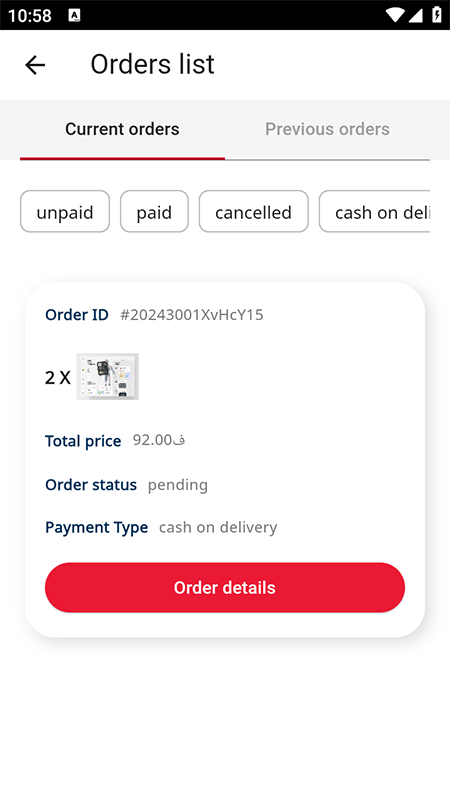 10:58
Orders list
Current orders Previous orders
unpaid paid cancelled cash on deli
Order ID #20243001XvHcY15
2 X
Total price 92.00ف
Order status pending
Payment Type cash on delivery
Order details